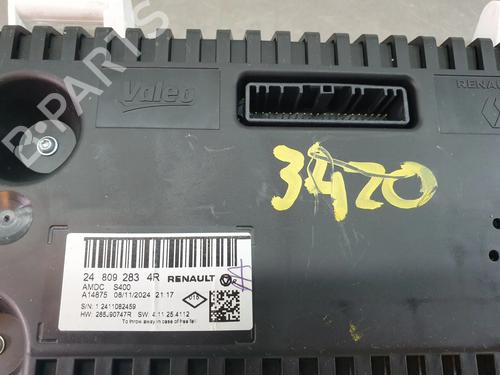 B-PARTS
Valeo
RENAULT
3420
24 809 283 4R RENAULT
AMDC S400
A14875 08/11/2024 21:17
016
S/N: 1 2411082459
HW: 285J90747R SW: 4.11.25.4112
To throw away in case of free fall